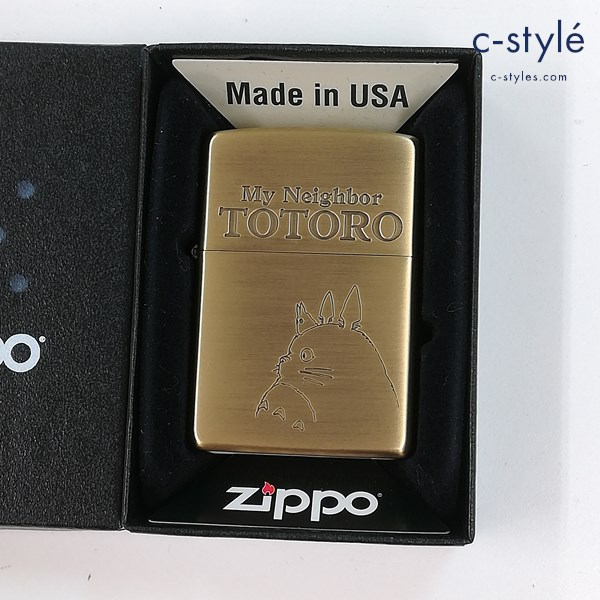 c-stylé
c-styles.com
Made in USA
My Neighbor
TOTORO
zippo®